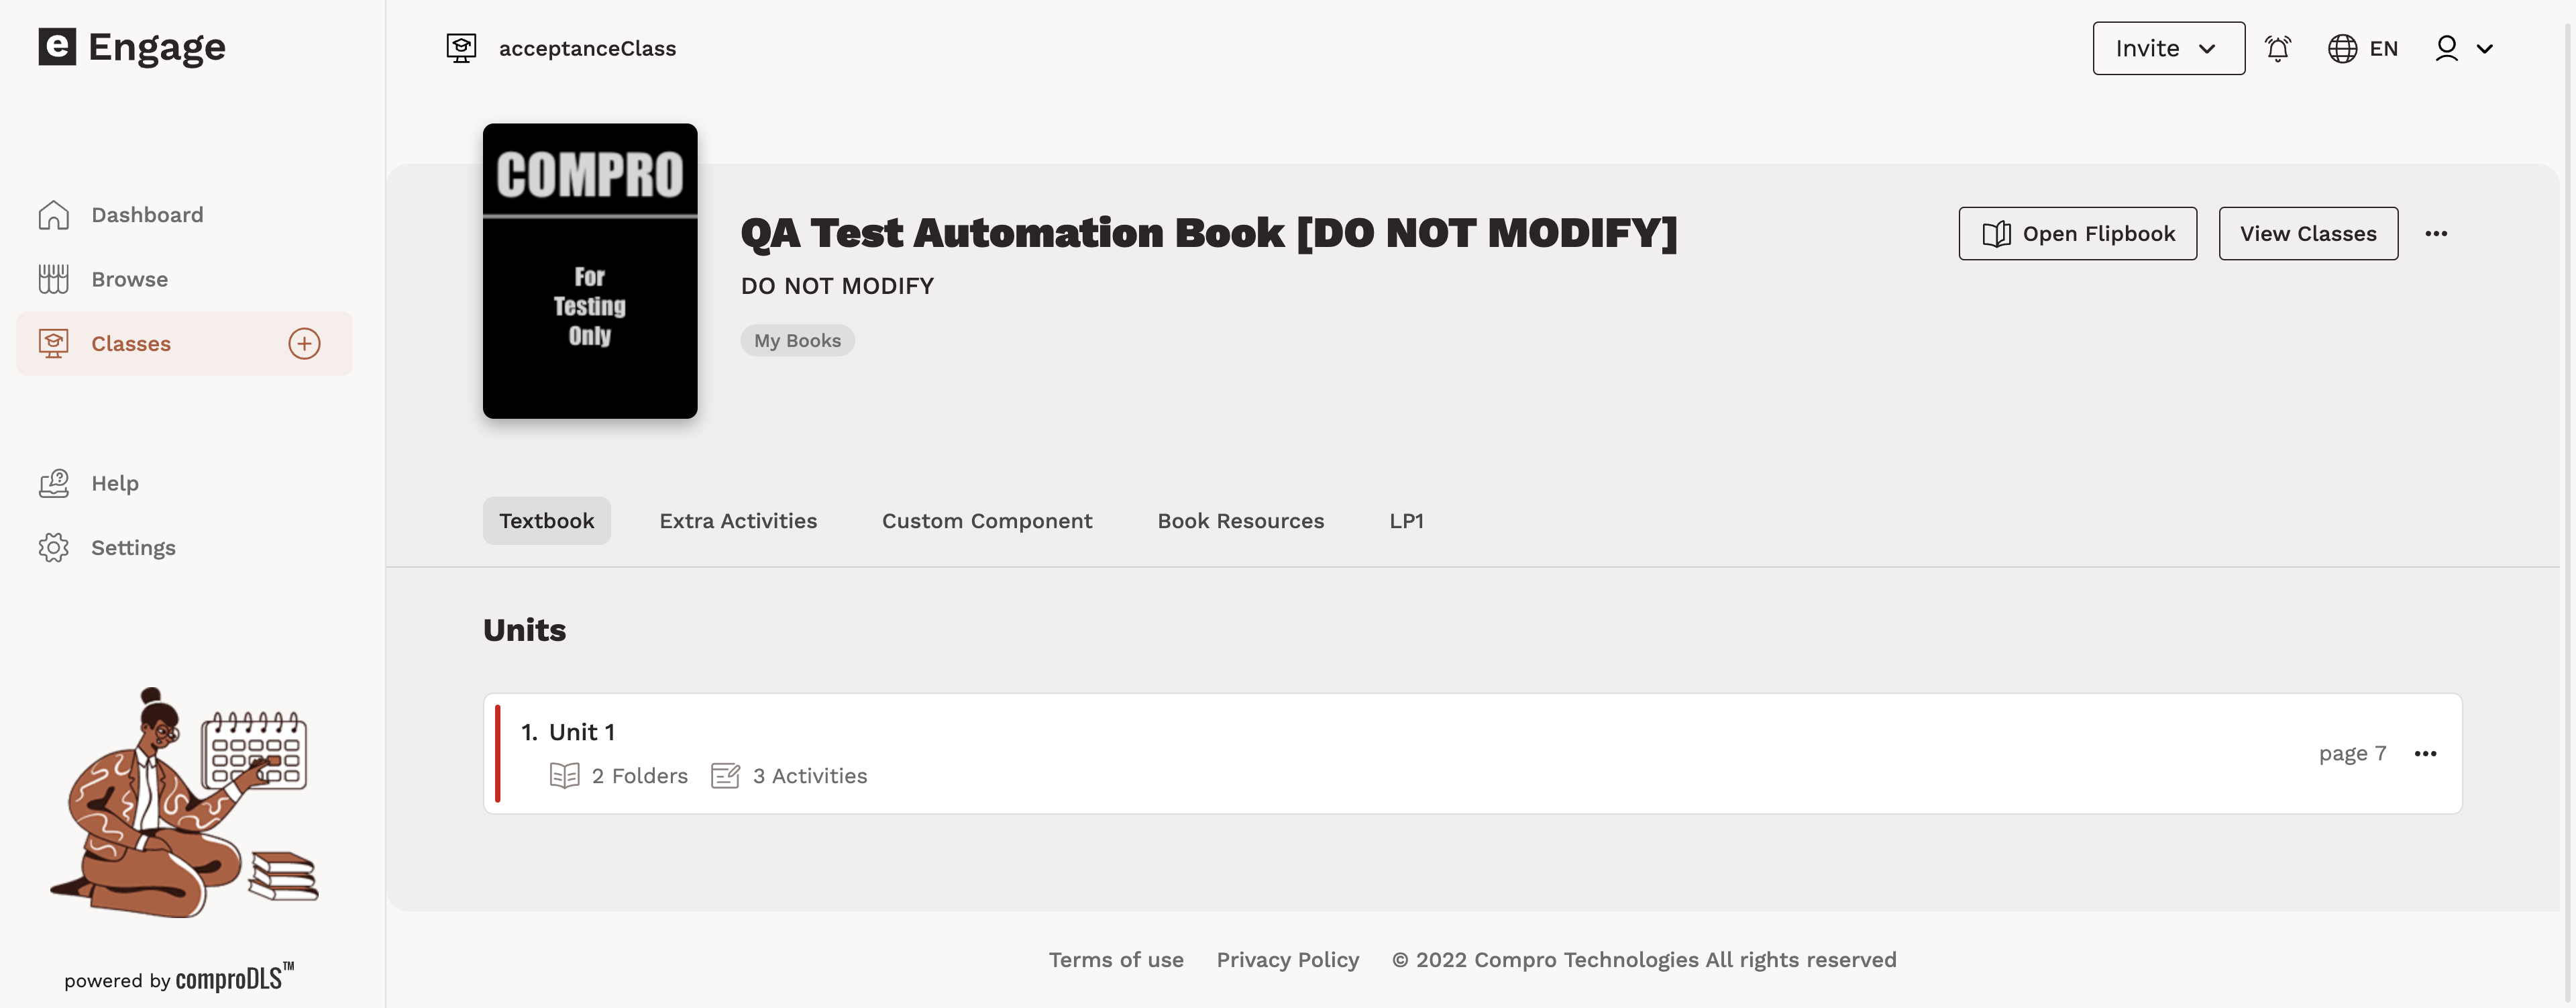 e Engage
acceptanceClass
Invite
EN
Dashboard
Browse
Classes
Help
Settings
COMPRO
For
Testing
Only
QA Test Automation Book [DO NOT MODIFY]
DO NOT MODIFY
My Books
Open Flipbook
View Classes
Textbook
Extra Activities
Custom Component
Book Resources
LP1
Units
1. Unit 1
2 Folders
3 Activities
page 7
powered by comproDLS™
Terms of use
Privacy Policy
© 2022 Compro Technologies All rights reserved